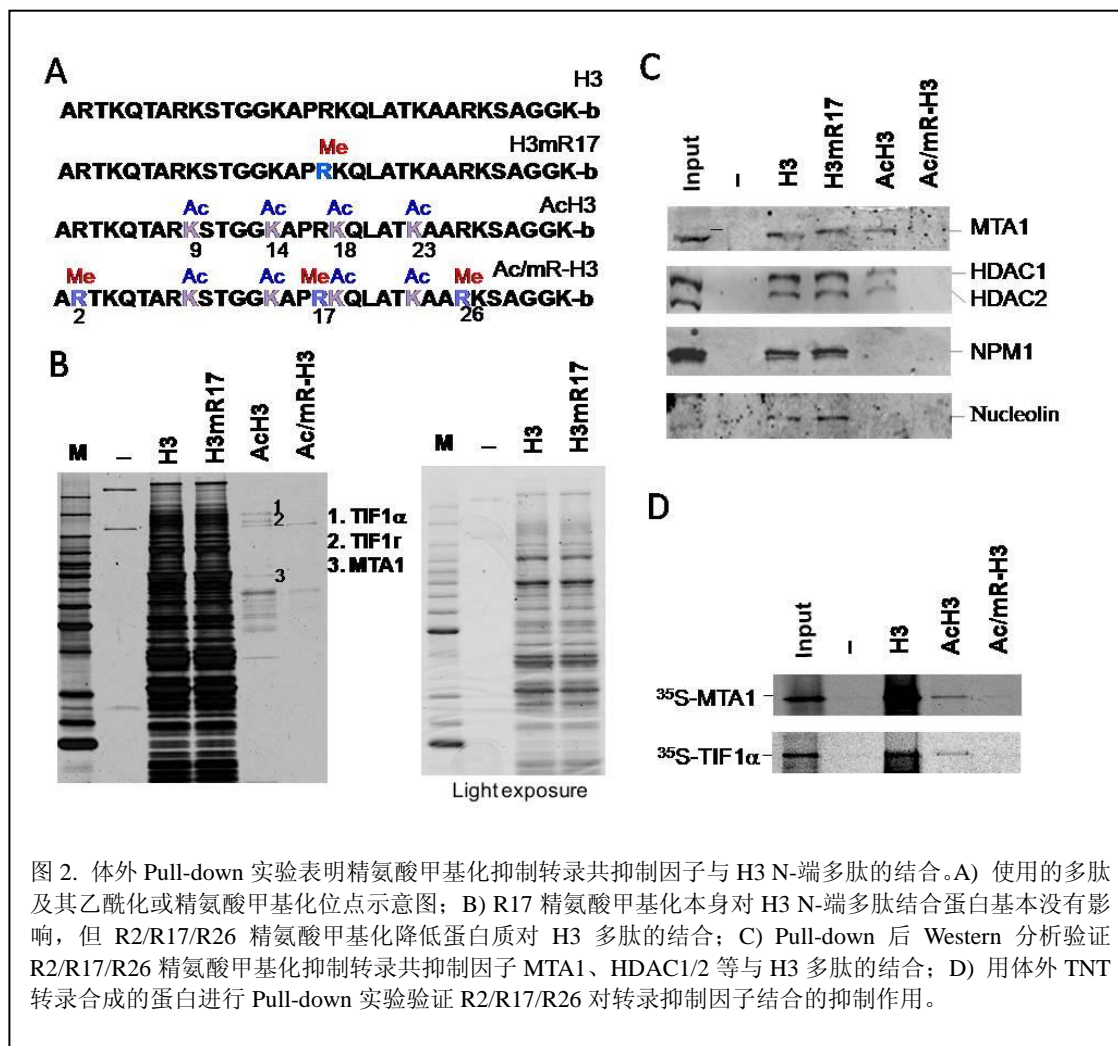 A
H3
ARTKQTARKSTGGKAPRKQLATKAARKSAGGK-b
Me H3mR17
ARTKQTARKSTGGKAPRKQLATKAARKSAGGK-b
Ac Ac Ac Ac AcH3
ARTKQTARKSTGGKAPRKQLATKAARKSAGGK-b
9 14 18 23
Me Ac Ac Me Ac Ac Me Ac/mR-H3
ARTKQTARKSTGGKAPRKQLATKAARKSAGGK-b
2 17 26
B
M – H3 H3mR17 AcH3 Ac/mR-H3
1
2
3
1. TIF1α
2. TIF1r
3. MTA1
M – H3 H3mR17
Light exposure
C
Input – H3 H3mR17 AcH3 Ac/mR-H3
MTA1
HDAC1
HDAC2
NPM1
Nucleolin
D
Input – H3 AcH3 Ac/mR-H3
³⁵S-MTA1
³⁵S-TIF1α
图 2. 体外 Pull-down 实验表明精氨酸甲基化抑制转录共抑制因子与 H3 N-端多肽的结合。A) 使用的多肽
及其乙酰化或精氨酸甲基化位点示意图；B) R17 精氨酸甲基化本身对 H3 N-端多肽结合蛋白基本没有影
响，但 R2/R17/R26 精氨酸甲基化降低蛋白质对 H3 多肽的结合；C) Pull-down 后 Western 分析验证
R2/R17/R26 精氨酸甲基化抑制转录共抑制因子 MTA1、HDAC1/2 等与 H3 多肽的结合；D) 用体外 TNT
转录合成的蛋白进行 Pull-down 实验验证 R2/R17/R26 对转录抑制因子结合的抑制作用。